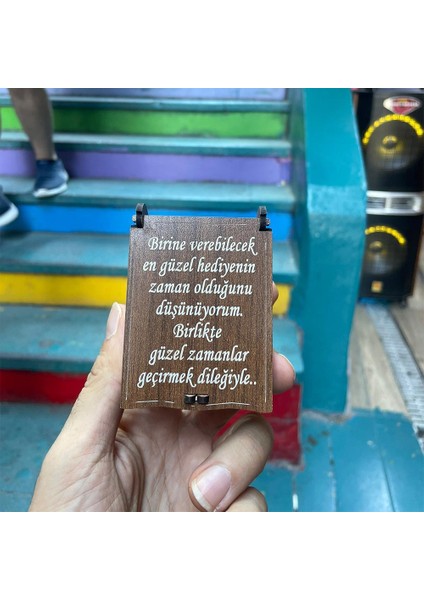 Birine verebilecek
en güzel hediyenin
zaman olduğunu
düşünüyorum.
Birlikte
güzel zamanlar
geçirmek dileğiyle..